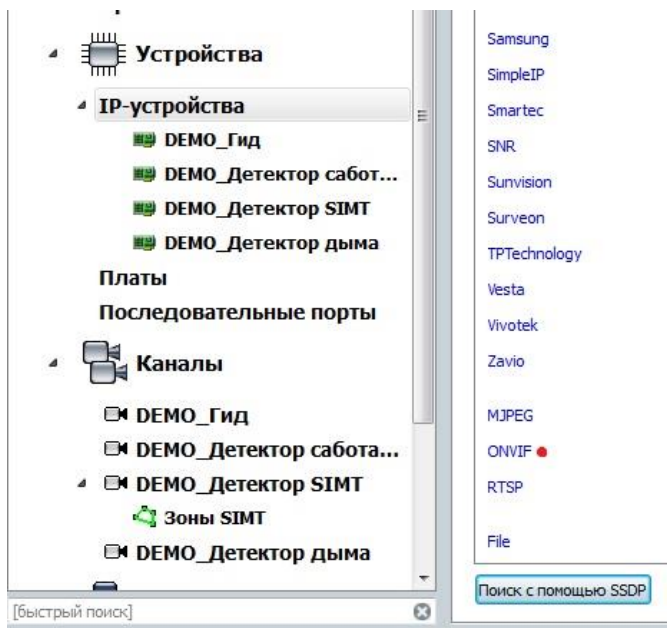 Устройства
IP-устройства
DEMO_Гид
DEMO_Детектор сабот...
DEMO_Детектор SIMT
DEMO_Детектор дыма
Платы
Последовательные порты
Каналы
DEMO_Гид
DEMO_Детектор сабота...
DEMO_Детектор SIMT
Зоны SIMT
DEMO_Детектор дыма
[быстрый поиск]
Samsung
SimpleIP
Smartec
SNR
Sunvision
Surveon
TPTechnology
Vesta
Vivotek
Zavio
MJPEG
ONVIF
RTSP
File
Поиск с помощью SSDP